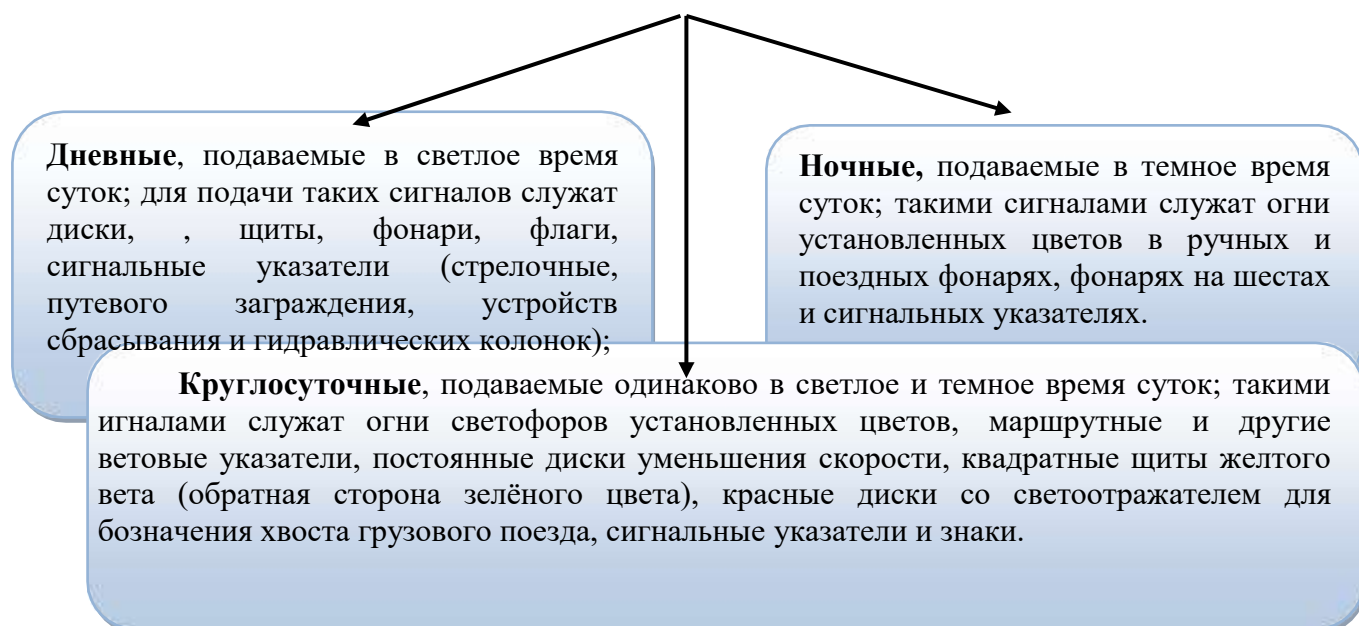 Дневные, подаваемые в светлое время
суток; для подачи таких сигналов служат
диски, , щиты, фонари, флаги,
сигнальные указатели (стрелочные,
путевого заграждения, устройств
сбрасывания и гидравлических колонок);
Ночные, подаваемые в темное время
суток; такими сигналами служат огни
установленных цветов в ручных и
поездных фонарях, фонарях на шестах
и сигнальных указателях.
Круглосуточные, подаваемые одинаково в светлое и темное время суток; такими
игналами служат огни светофоров установленных цветов, маршрутные и другие
ветовые указатели, постоянные диски уменьшения скорости, квадратные щиты желтого
вета (обратная сторона зелёного цвета), красные диски со светоотражателем для
бозначения хвоста грузового поезда, сигнальные указатели и знаки.